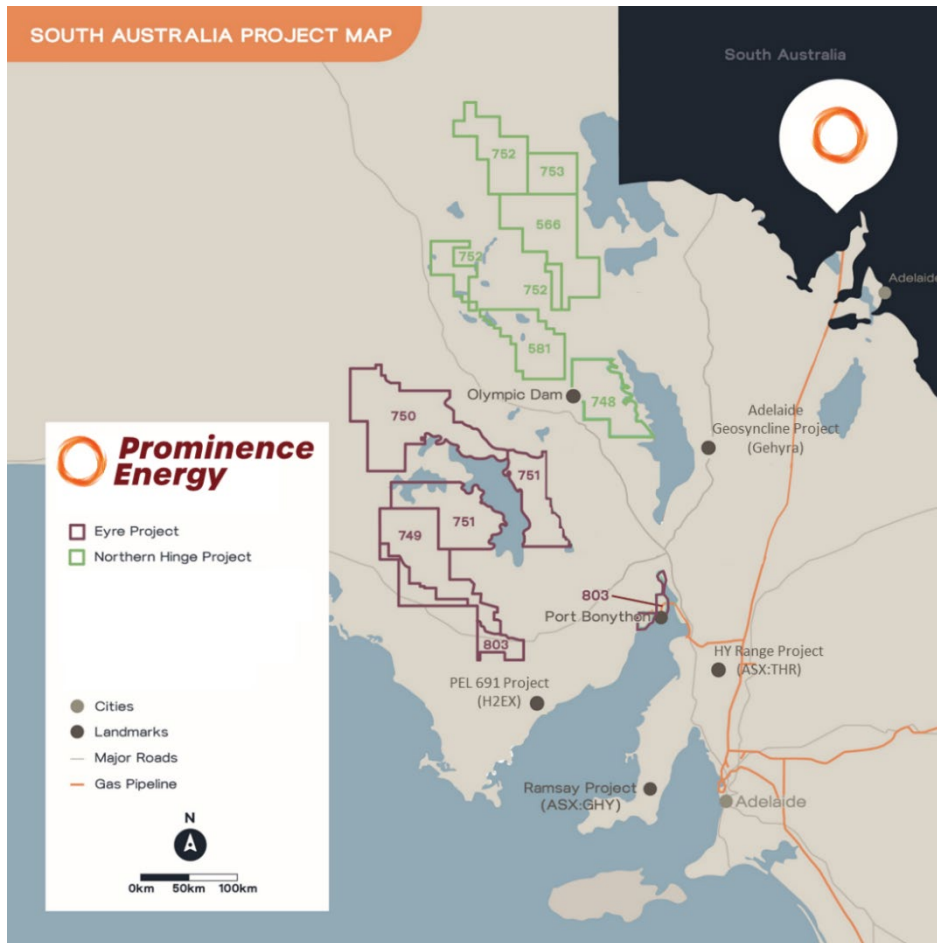 SOUTH AUSTRALIA PROJECT MAP
South Australia
752
753
566
752
752
581
Adelaide
Olympic Dam
748
750
Adelaide
Geosyncline Project
(Gehyra)
751
751
749
803
Port Bonython
803
HY Range Project
(ASX:THR)
PEL 691 Project
(H2EX)
Ramsay Project
(ASX:GHY)
Adelaide
Prominence
Energy
Eyre Project
Northern Hinge Project
Cities
Landmarks
Major Roads
Gas Pipeline
N
0km 50km 100km